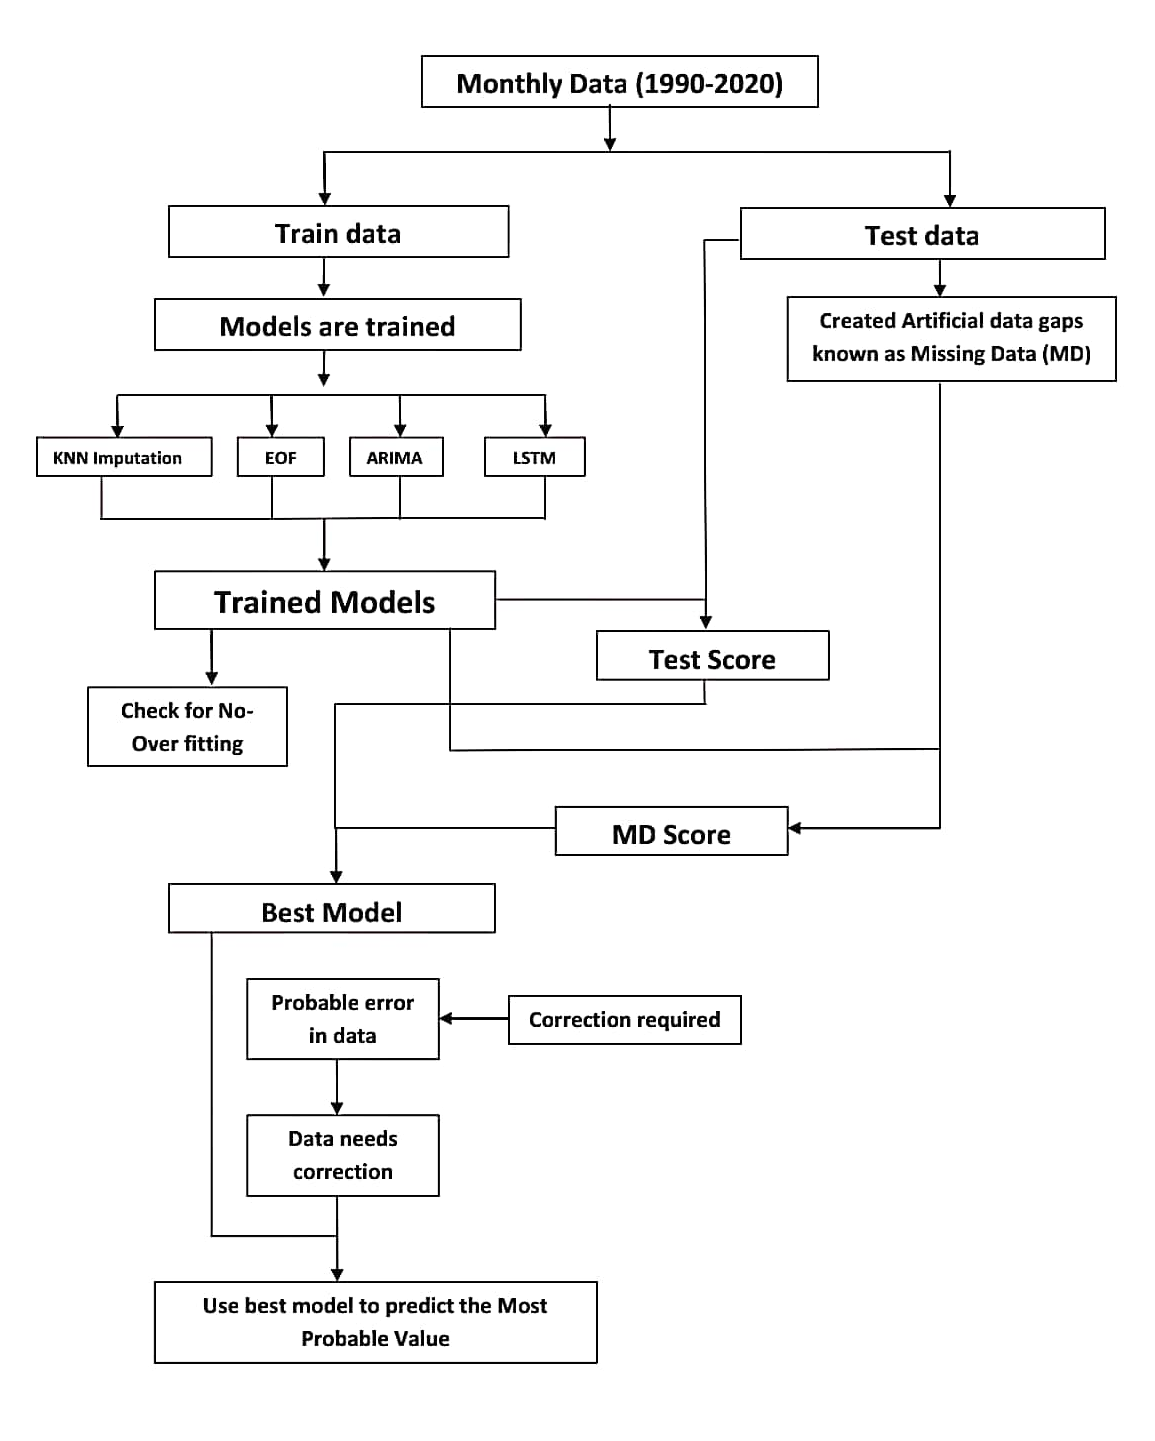 Monthly Data (1990-2020)
Train data
Test data
Models are trained
Created Artificial data gaps
known as Missing Data (MD)
KNN Imputation
EOF
ARIMA
LSTM
Trained Models
Test Score
Check for No-
Over fitting
MD Score
Best Model
Probable error
in data
Correction required
Data needs
correction
Use best model to predict the Most
Probable Value